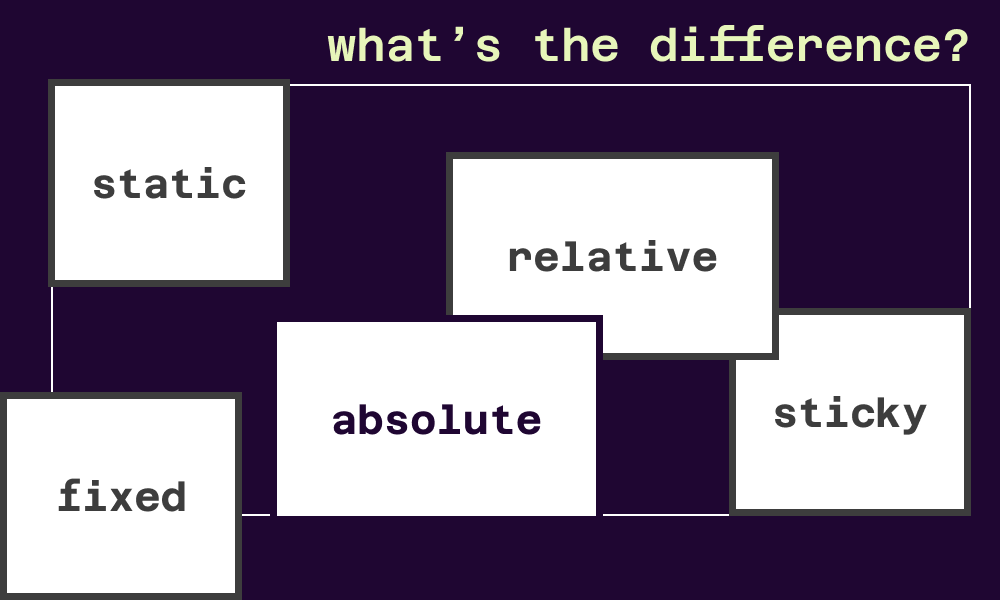 what’s the difference?
static
relative
absolute
sticky
fixed